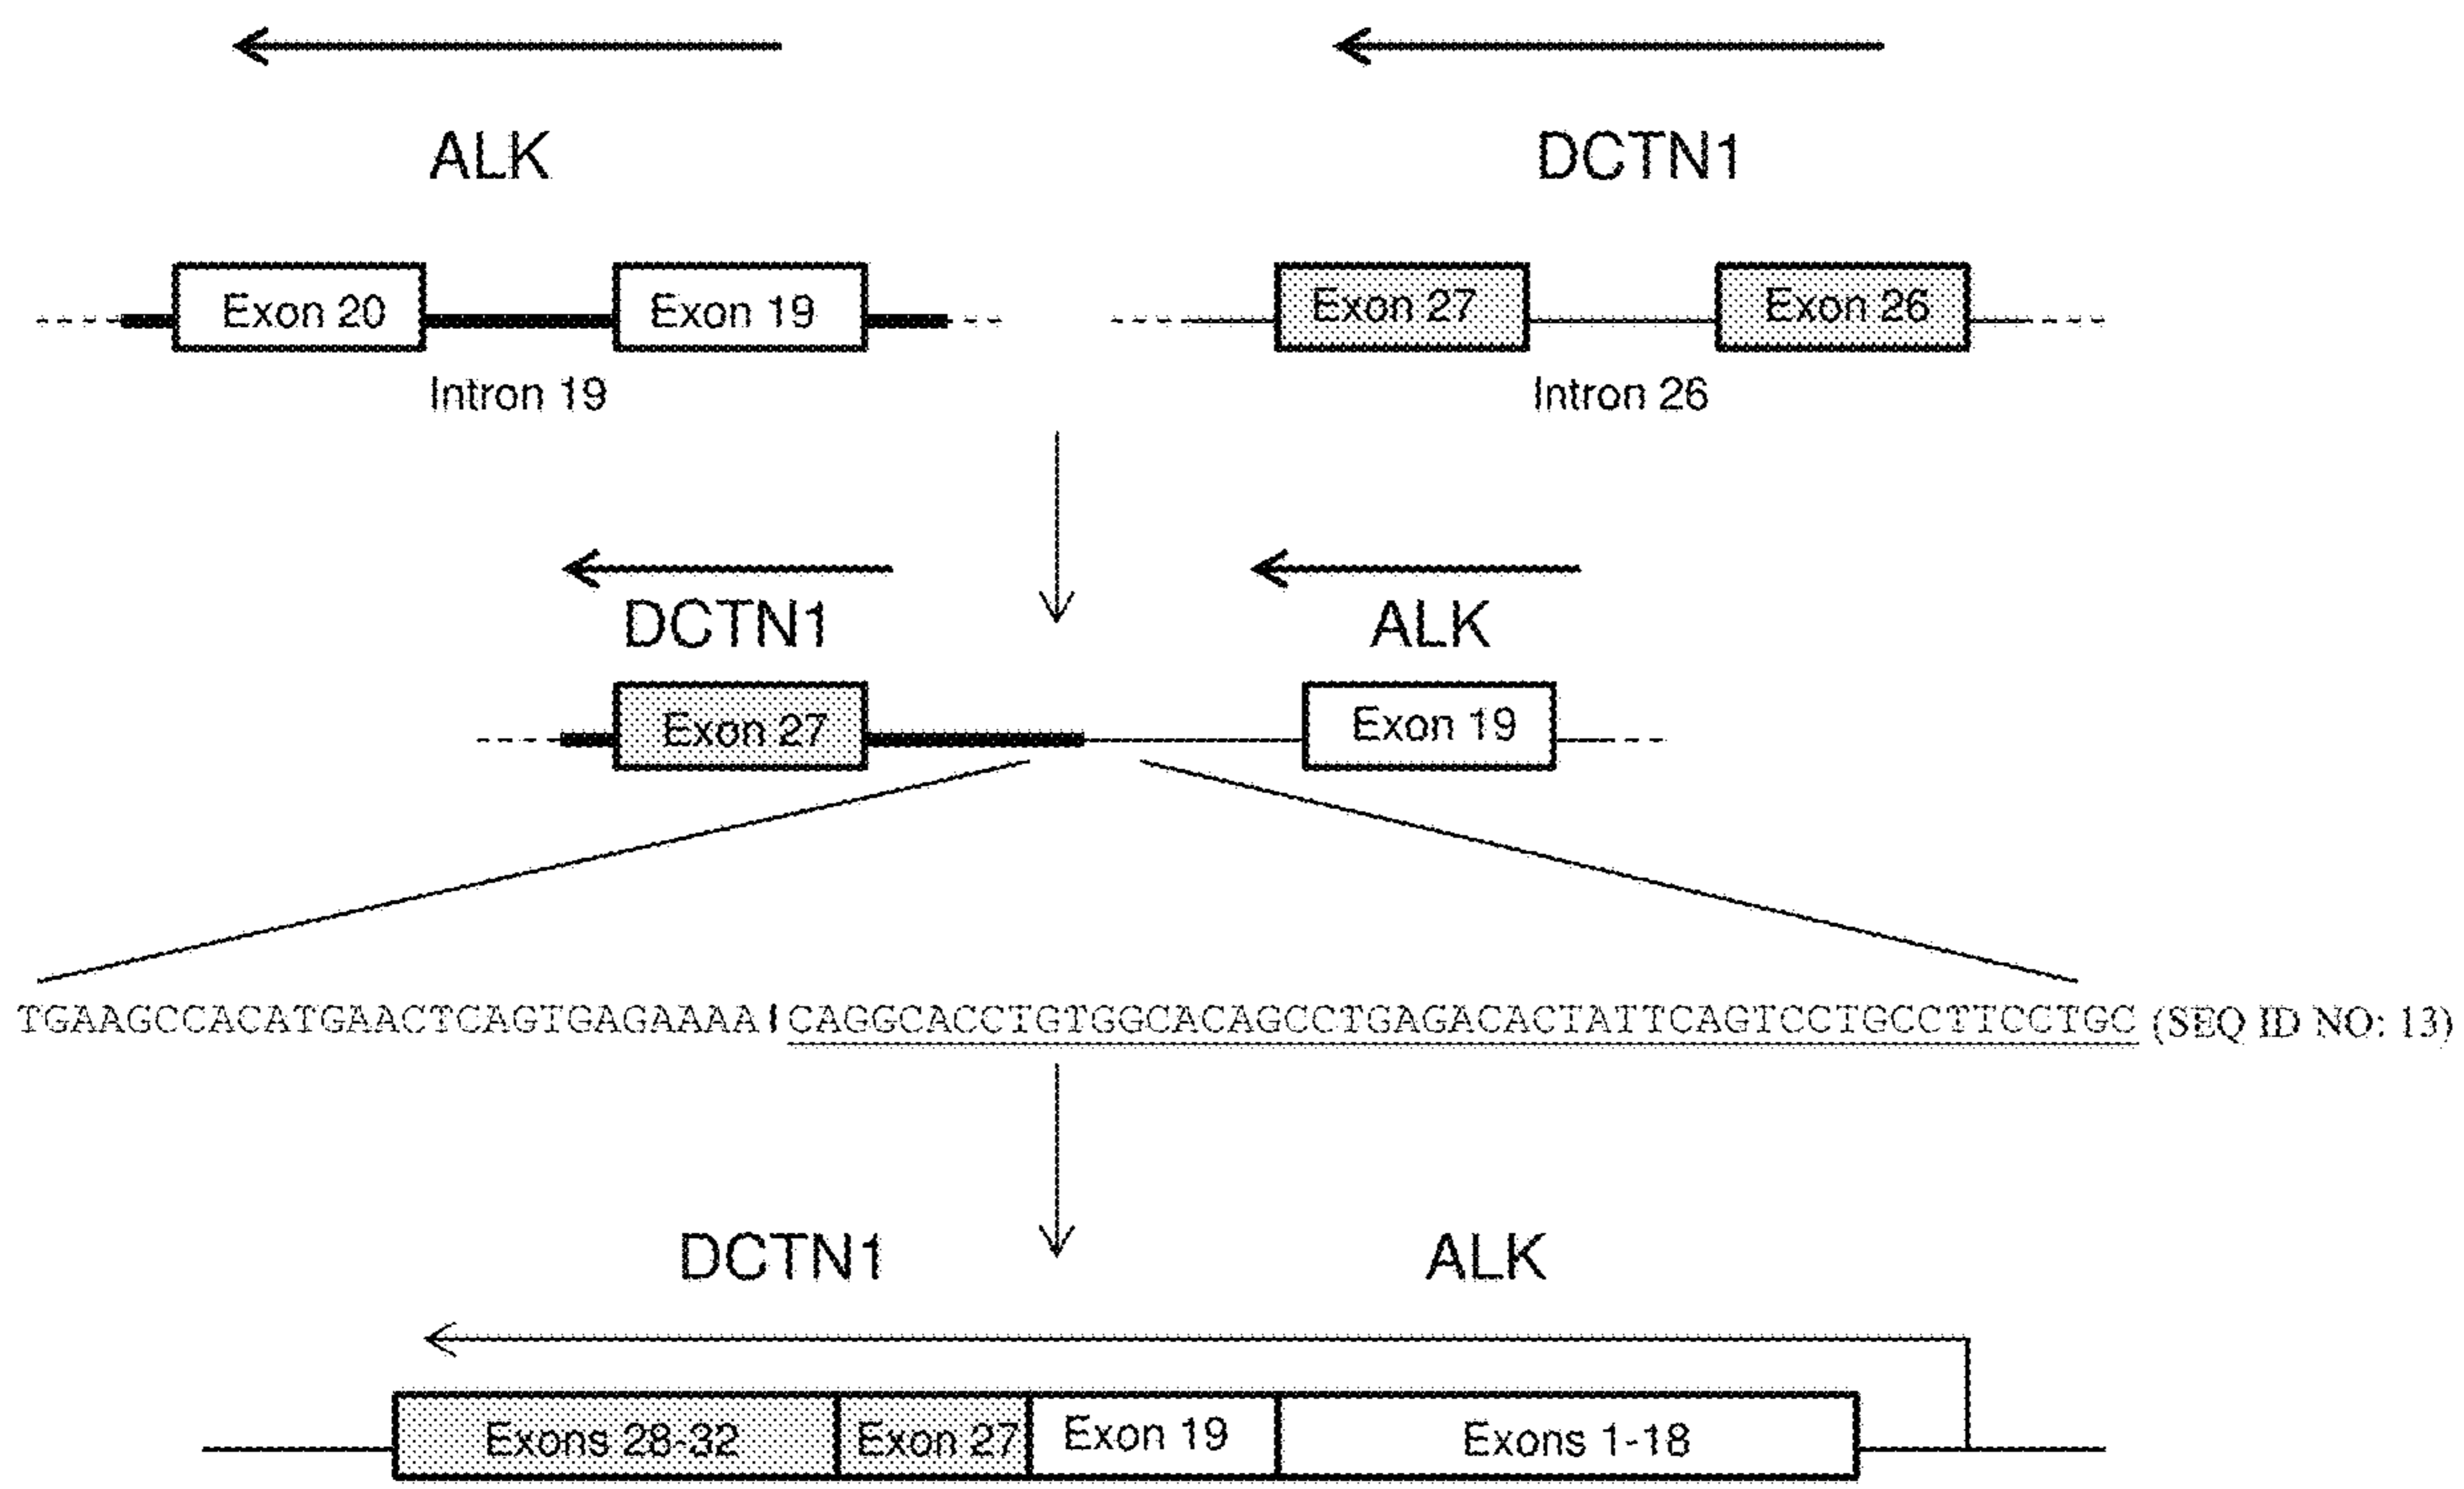 ALK DCTN1
Exon 20 Exon 19 Exon 27 Exon 26
Intron 19 Intron 26
DCTN1 ALK
Exon 27 Exon 19
TGAAGCCACATGAACTCAGTGAGAAAA|CAGGCACCTGTGGCACAGCCTGAGACACTATTCAGTCCTGCCTTCCTGC (SEQ ID NO: 13)
DCTN1 ALK
Exons 28-32 Exon 27 Exon 19 Exons 1-18